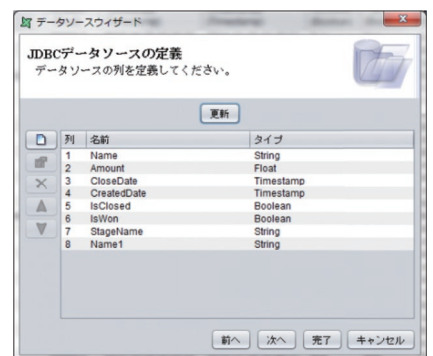 データソースウィザード
JDBCデータソースの定義
データソースの列を定義してください。
更新
列 名前 タイプ
1 Name String
2 Amount Float
3 CloseDate Timestamp
4 CreatedDate Timestamp
5 IsClosed Boolean
6 IsWon Boolean
7 StageName String
8 Name1 String
前へ 次へ 完了 キャンセル